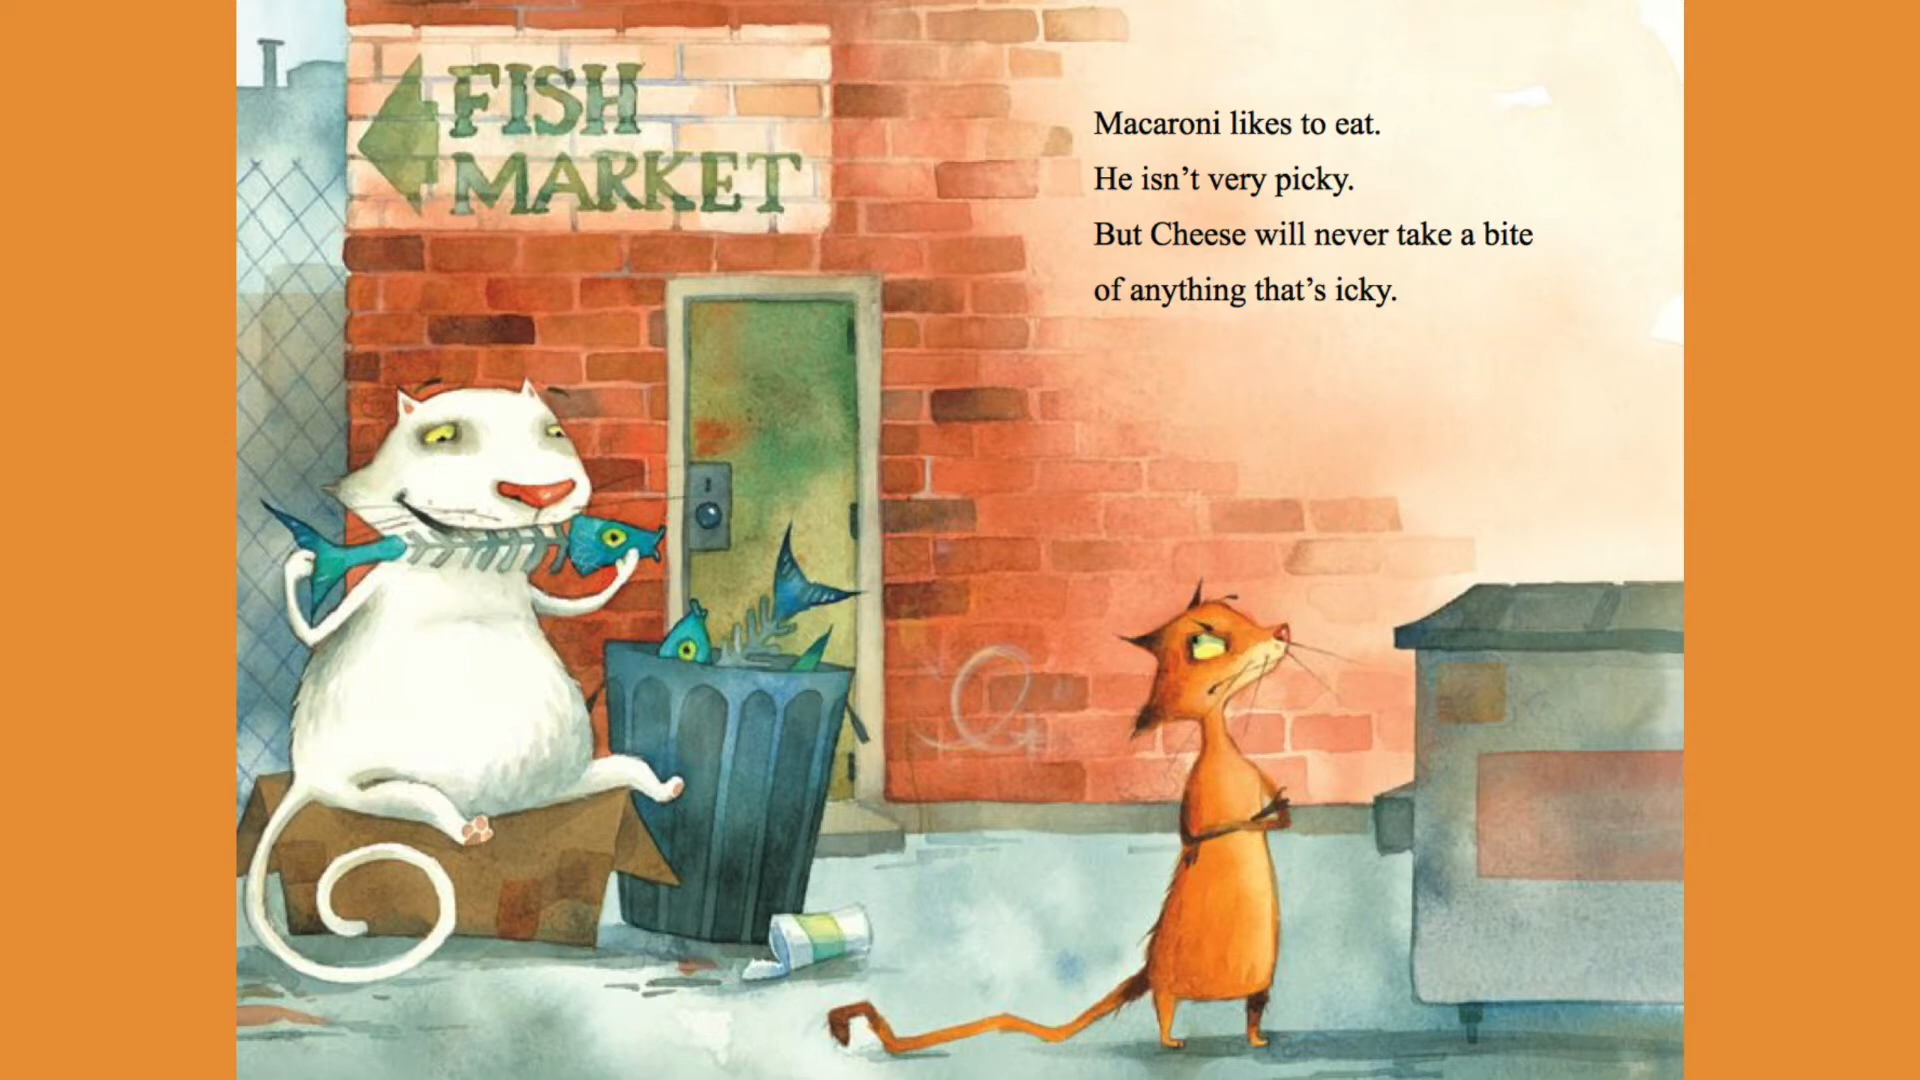 FISH
MARKET
Macaroni likes to eat.
He isn’t very picky.
But Cheese will never take a bite
of anything that’s icky.